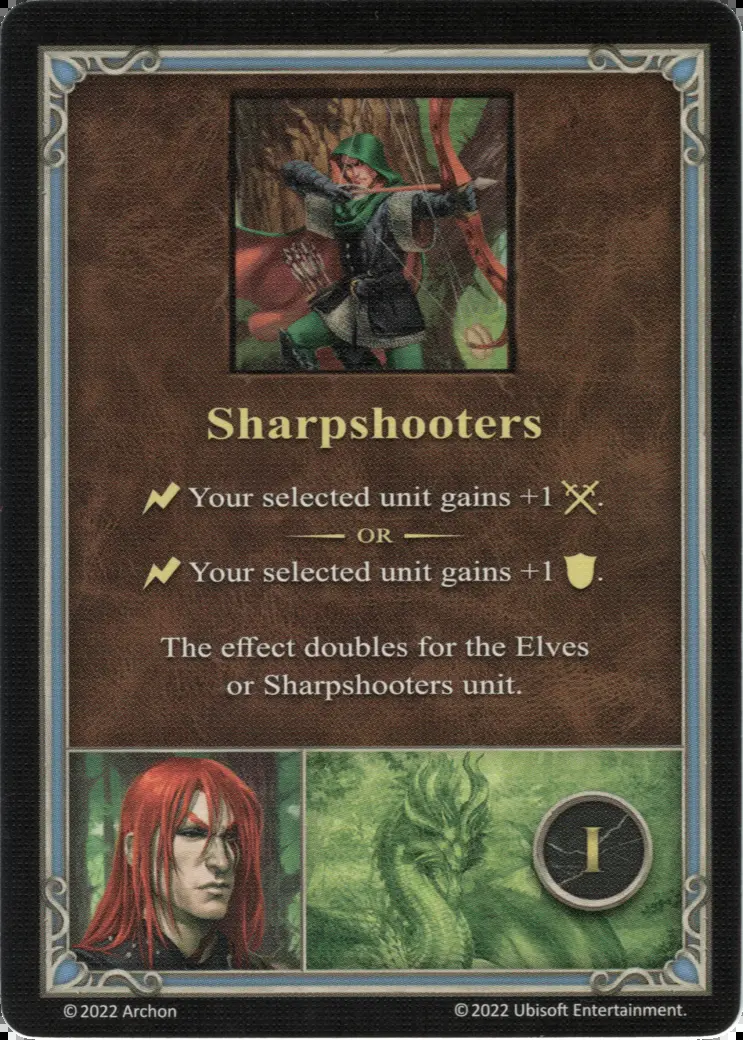 Sharpshooters
Your selected unit gains +1 .
OR
Your selected unit gains +1 .
The effect doubles for the Elves
or Sharpshooters unit.
I
© 2022 Archon
© 2022 Ubisoft Entertainment.